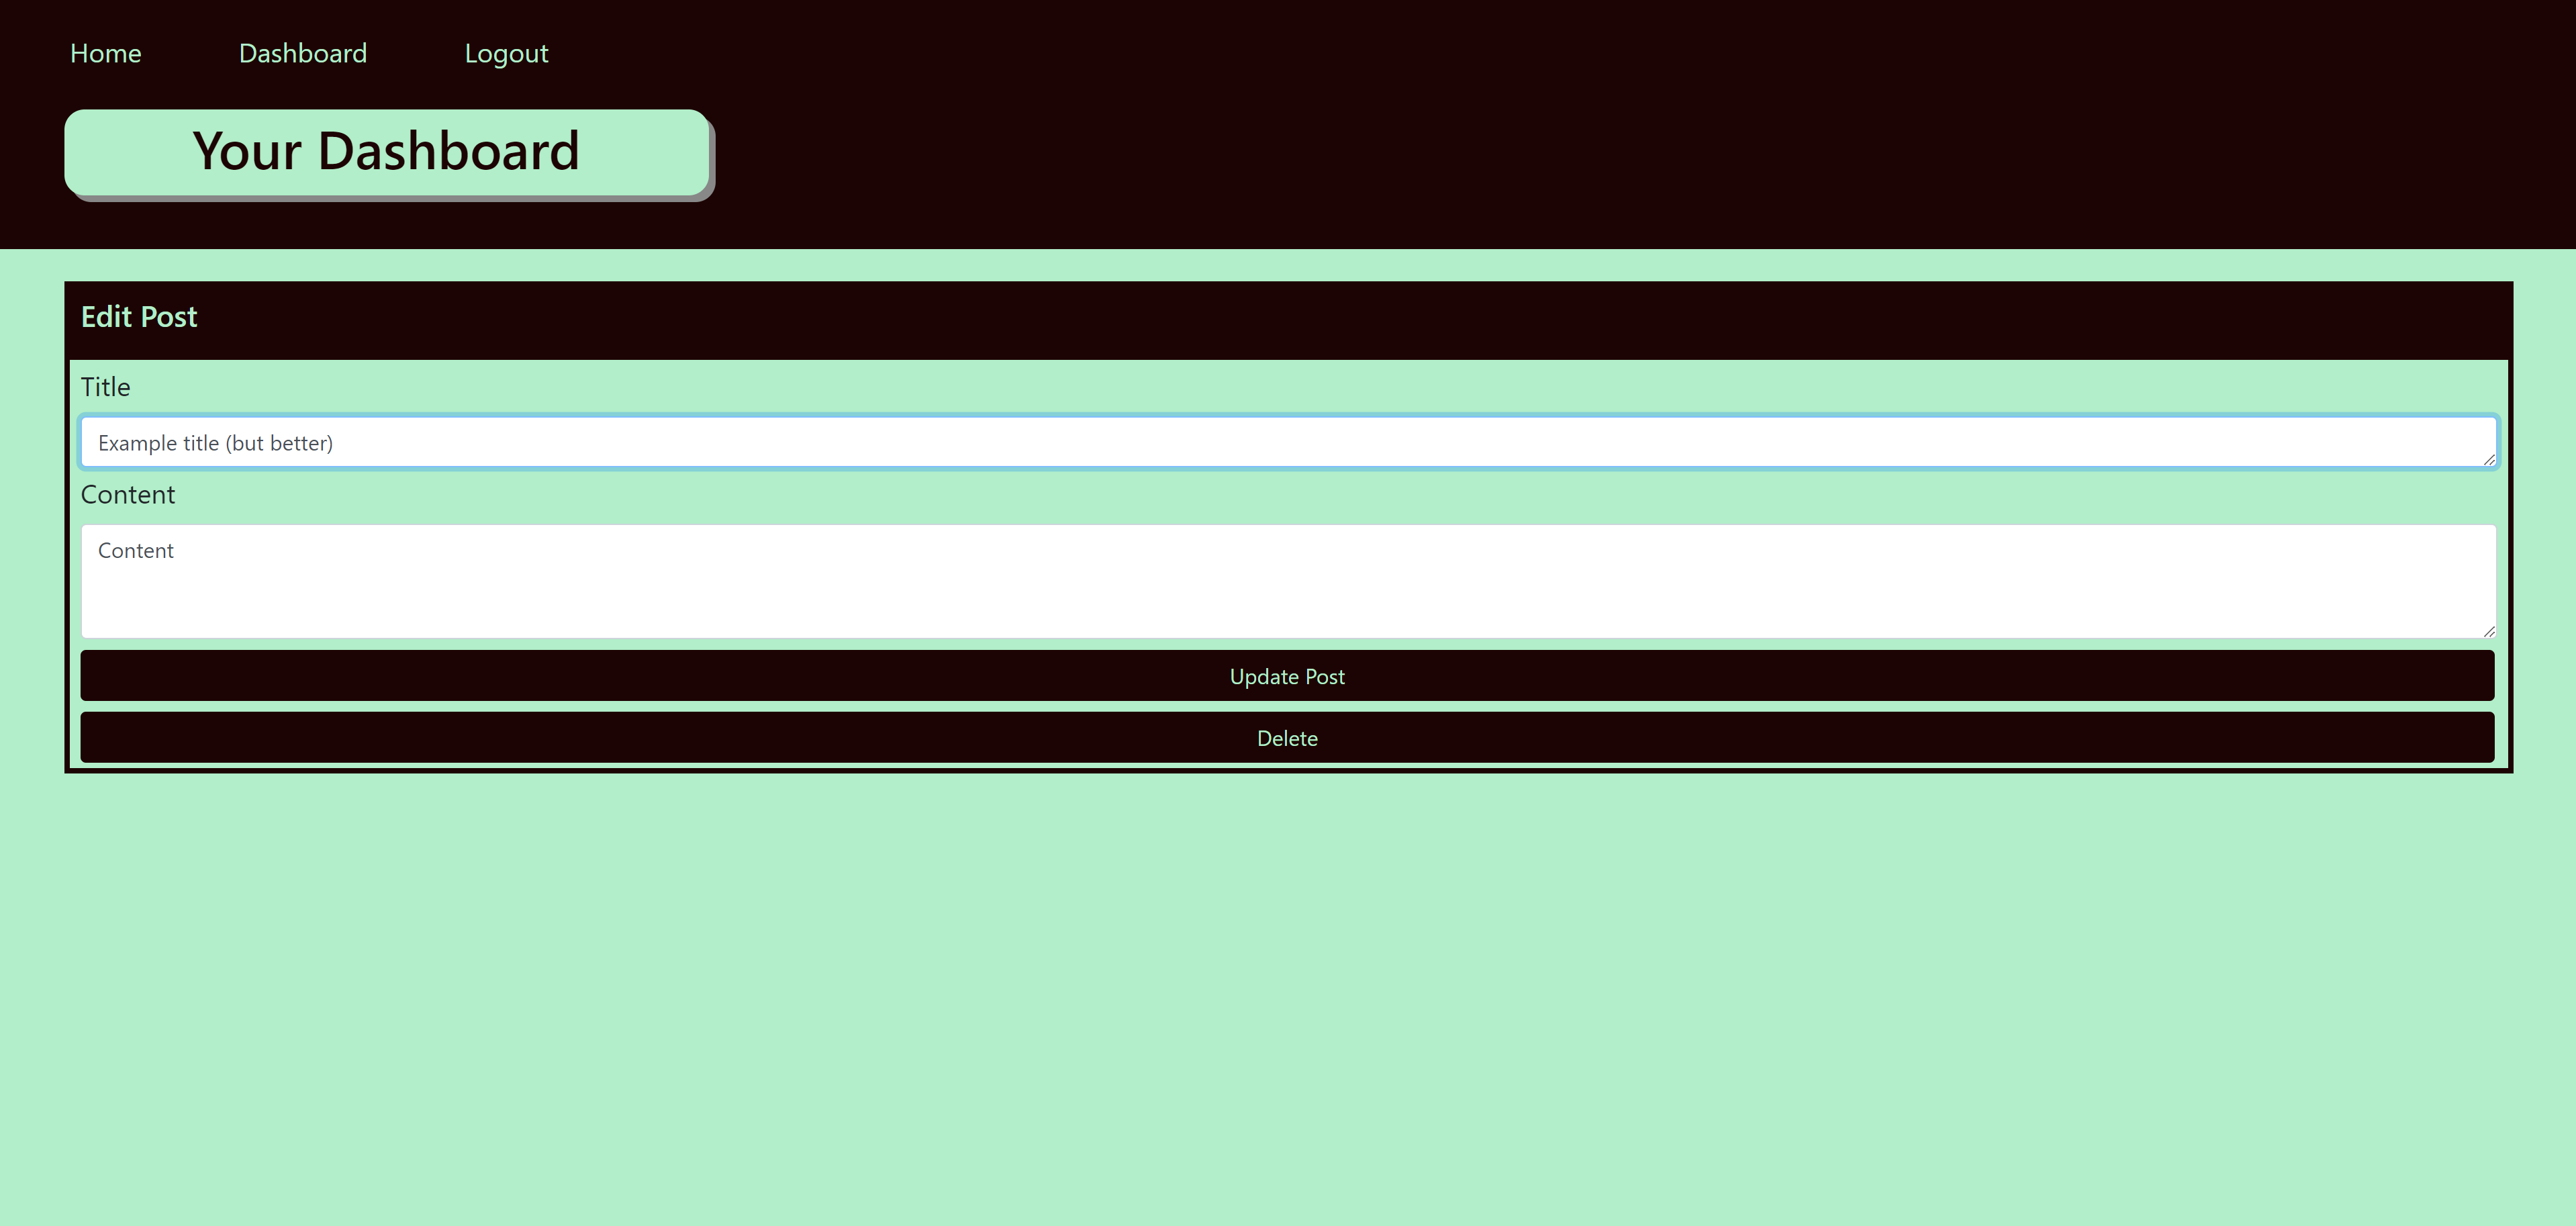 Home Dashboard Logout
Your Dashboard
Edit Post
Title
Example title (but better)
Content
Content
Update Post
Delete